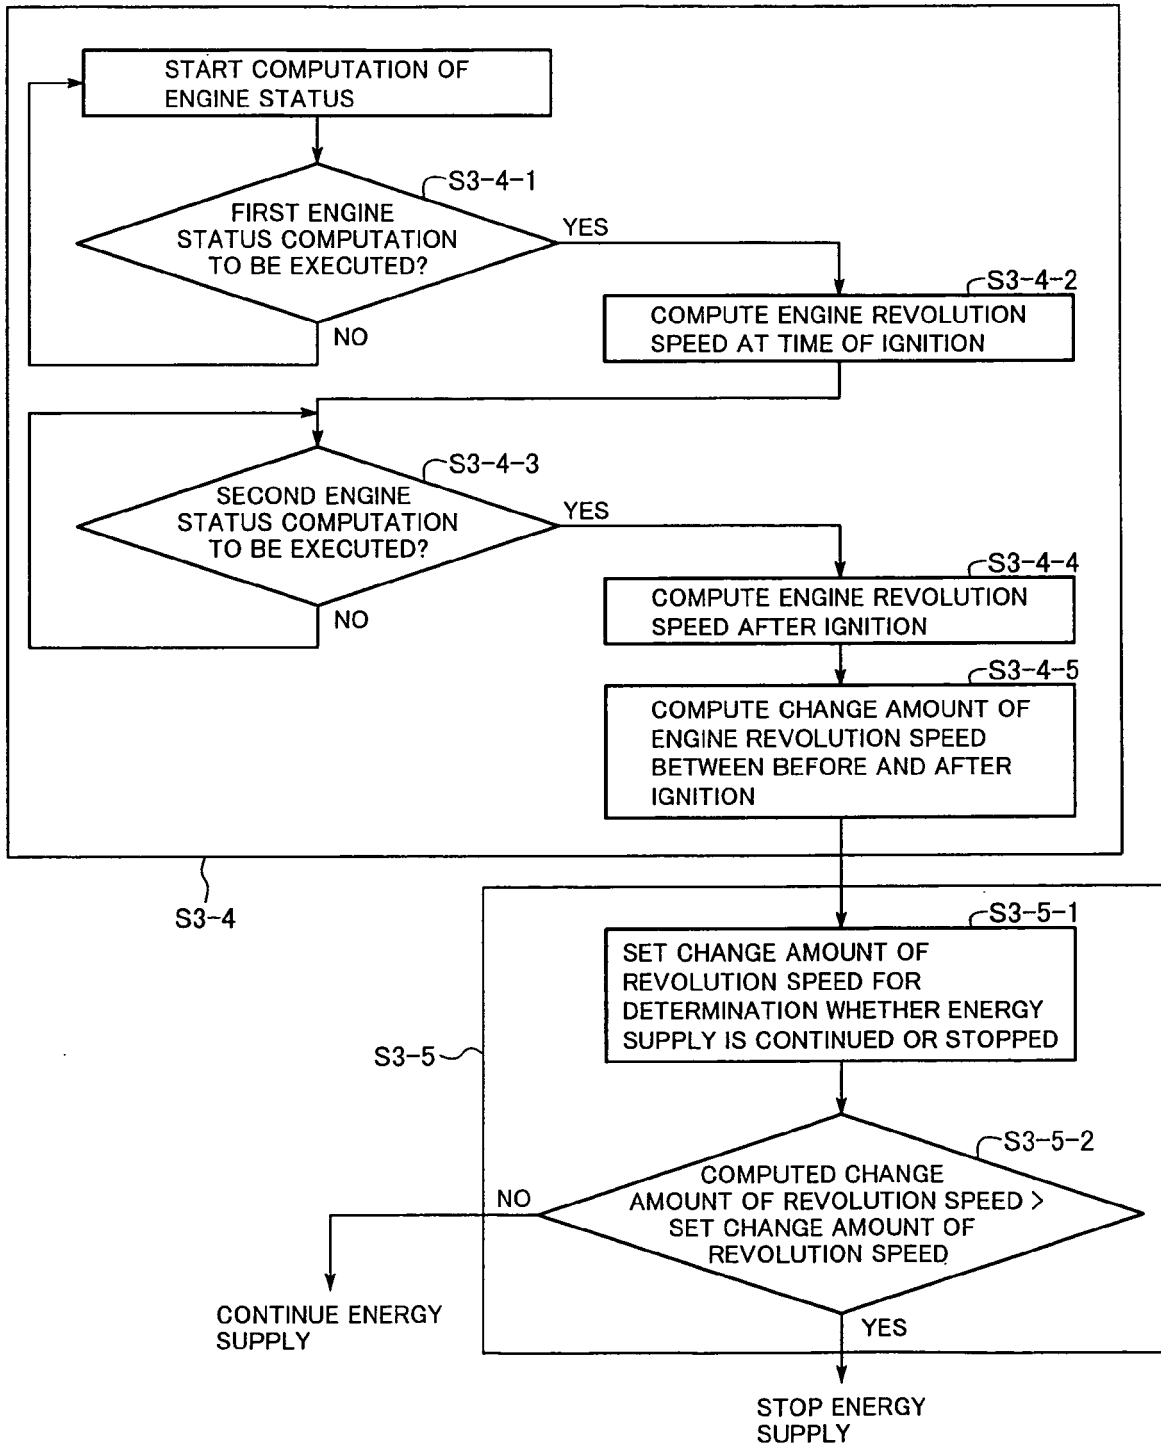 START COMPUTATION OF
ENGINE STATUS
S3-4-1
FIRST ENGINE
STATUS COMPUTATION
TO BE EXECUTED?
YES
NO
S3-4-2
COMPUTE ENGINE REVOLUTION
SPEED AT TIME OF IGNITION
S3-4-3
SECOND ENGINE
STATUS COMPUTATION
TO BE EXECUTED?
YES
NO
S3-4-4
COMPUTE ENGINE REVOLUTION
SPEED AFTER IGNITION
S3-4-5
COMPUTE CHANGE AMOUNT OF
ENGINE REVOLUTION SPEED
BETWEEN BEFORE AND AFTER
IGNITION
S3-4
S3-5-1
SET CHANGE AMOUNT OF
REVOLUTION SPEED FOR
DETERMINATION WHETHER ENERGY
SUPPLY IS CONTINUED OR STOPPED
S3-5
S3-5-2
COMPUTED CHANGE
AMOUNT OF REVOLUTION SPEED >
SET CHANGE AMOUNT OF
REVOLUTION SPEED
NO
CONTINUE ENERGY
SUPPLY
YES
STOP ENERGY
SUPPLY